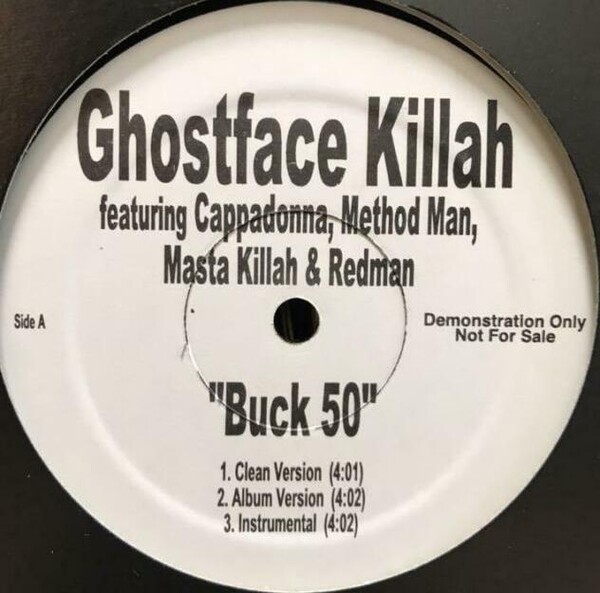 Ghostface Killah
featuring Cappadonna, Method Man,
Masta Killah & Redman
Side A
Demonstration Only
Not For Sale
"Buck 50"
1. Clean Version (4:01)
2. Album Version (4:02)
3. Instrumental (4:02)